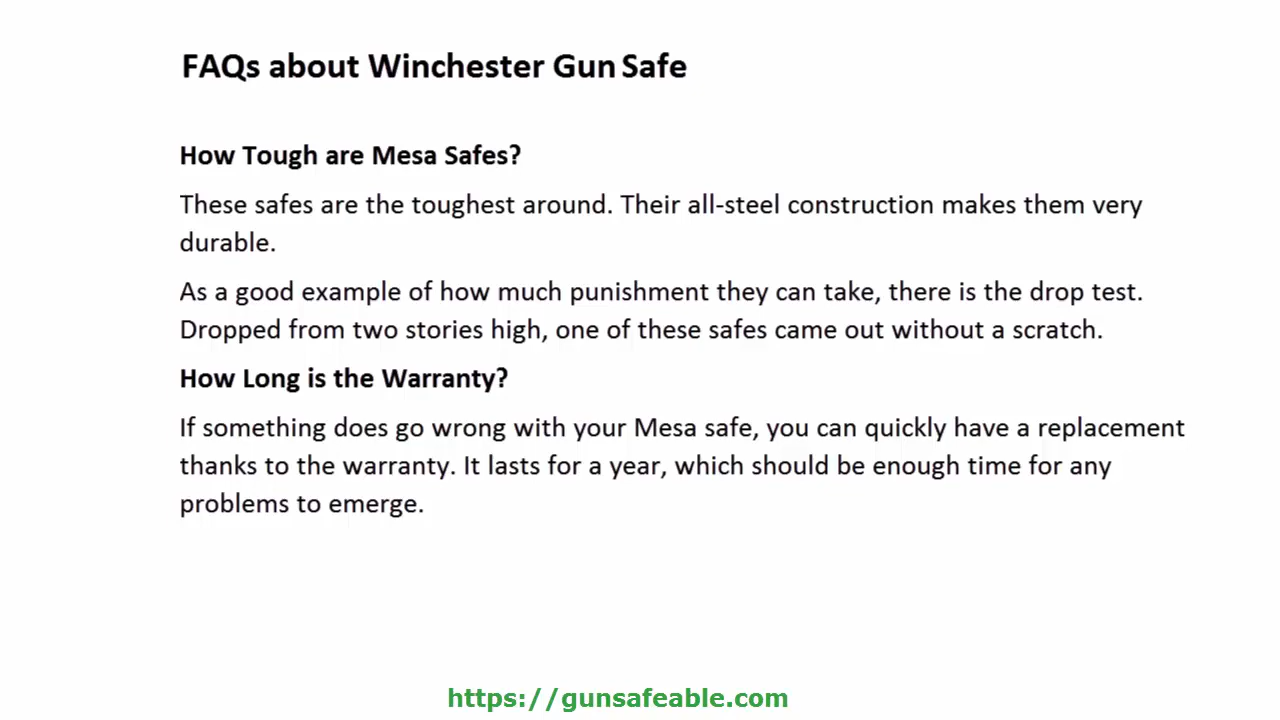 FAQs about Winchester Gun Safe
How Tough are Mesa Safes?
These safes are the toughest around. Their all-steel construction makes them very
durable.
As a good example of how much punishment they can take, there is the drop test.
Dropped from two stories high, one of these safes came out without a scratch.
How Long is the Warranty?
If something does go wrong with your Mesa safe, you can quickly have a replacement
thanks to the warranty. It lasts for a year, which should be enough time for any
problems to emerge.
https://gunsafeable.com